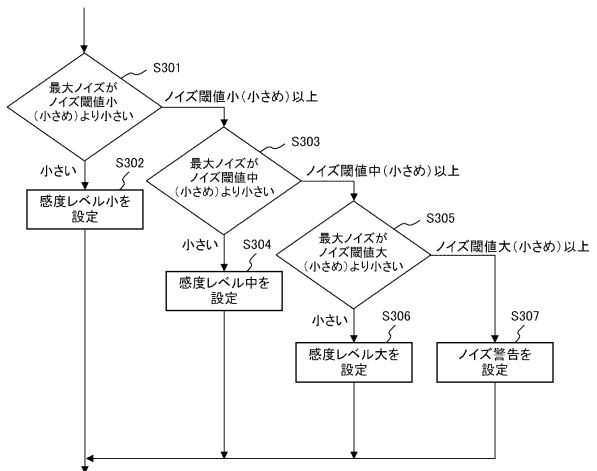 S301
最大ノイズが
ノイズ閾値小
(小さめ)より小さい
ノイズ閾値小(小さめ)以上
小さい
S302
感度レベル小を
設定
S303
最大ノイズが
ノイズ閾値中
(小さめ)より小さい
ノイズ閾値中(小さめ)以上
小さい
S304
感度レベル中を
設定
S305
最大ノイズが
ノイズ閾値大
(小さめ)より小さい
ノイズ閾値大(小さめ)以上
小さい
S306
感度レベル大を
設定
S307
ノイズ警告を
設定